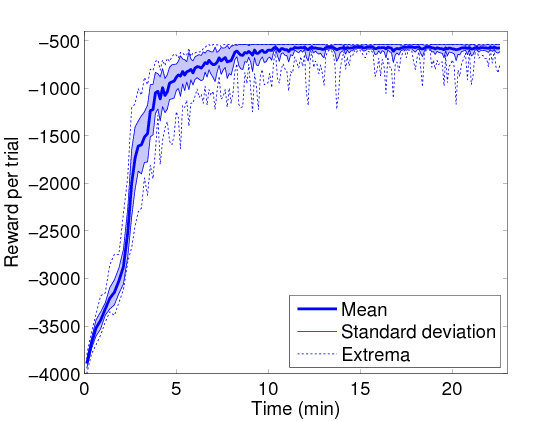 −500
−1000
−1500
−2000
−2500
−3000
−3500
−4000
Reward per trial
0 5 10 15 20
Time (min)
Mean
Standard deviation
Extrema